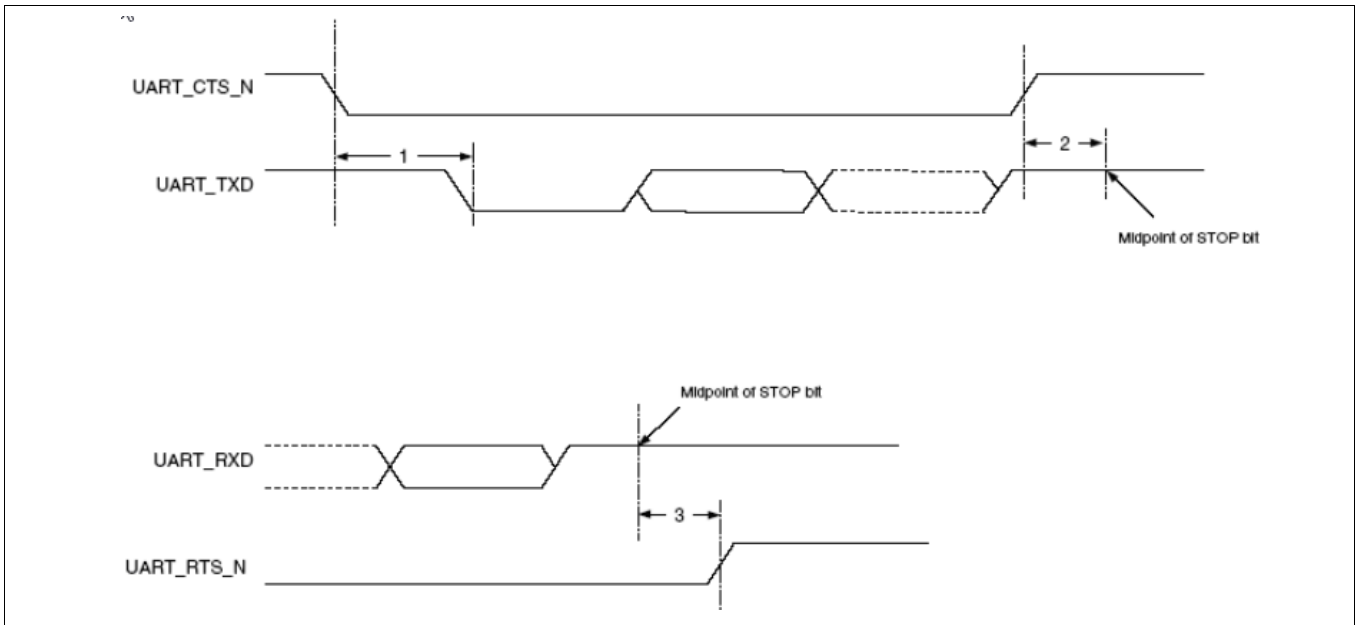 UART_CTS_N
1
2
UART_TXD
Midpoint of STOP bit
Midpoint of STOP bit
UART_RXD
3
UART_RTS_N